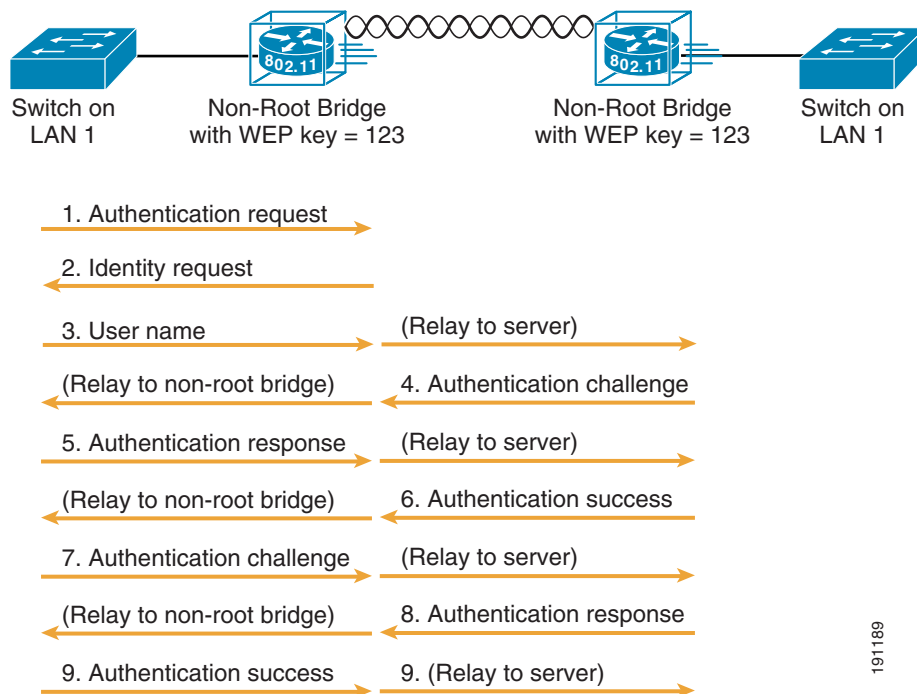 802.11
802.11
Switch on
LAN 1
Non-Root Bridge
with WEP key = 123
Non-Root Bridge
with WEP key = 123
Switch on
LAN 1
1. Authentication request
2. Identity request
3. User name
(Relay to server)
(Relay to non-root bridge)
4. Authentication challenge
5. Authentication response
(Relay to server)
(Relay to non-root bridge)
6. Authentication success
7. Authentication challenge
(Relay to server)
(Relay to non-root bridge)
8. Authentication response
9. Authentication success
9. (Relay to server)
191189